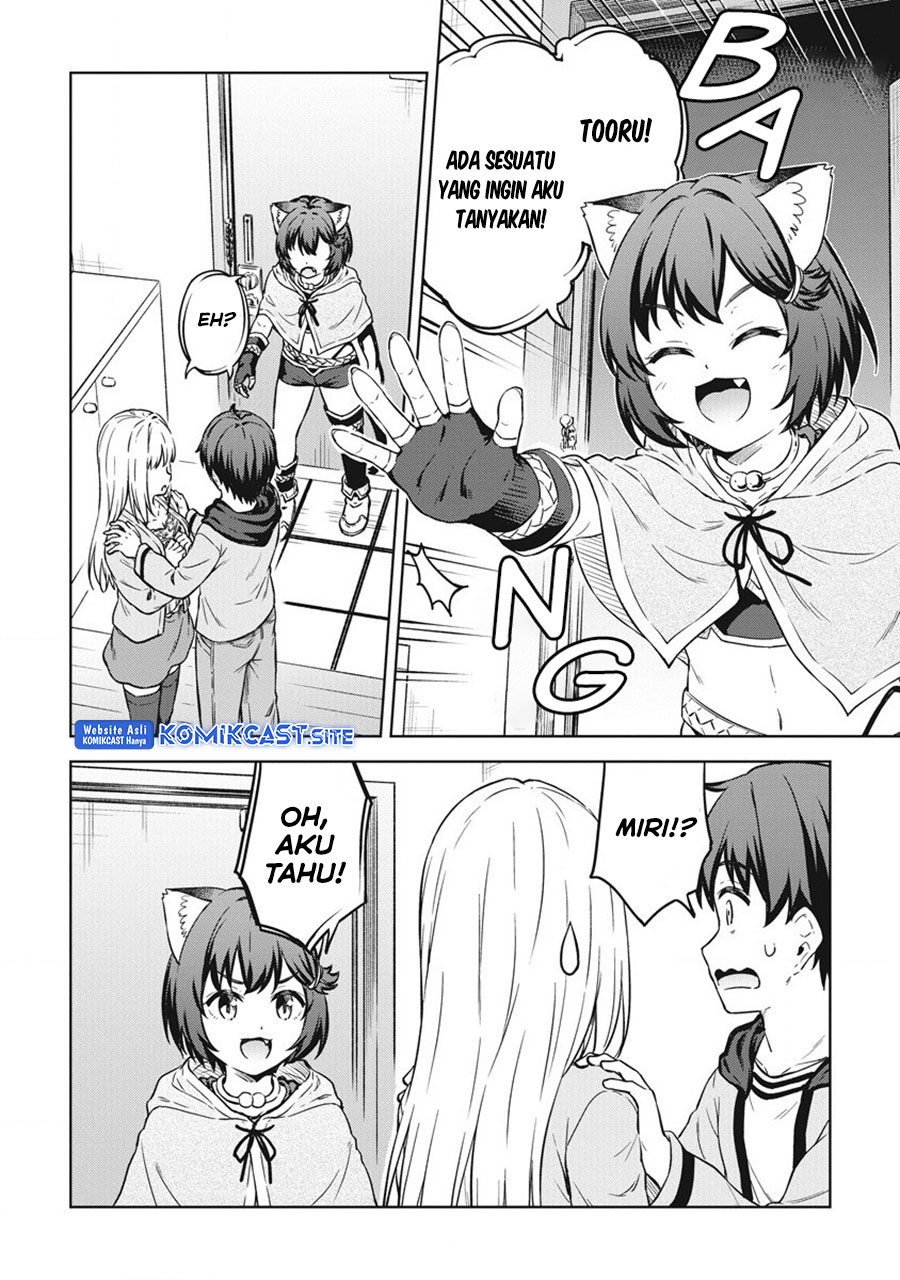 BA
TOORU!
ADA SESUATU
YANG INGIN AKU
TANYAKAN!
NG
EH?
Website Asli
KOMIKCAST Hanya
KOMIKCAST.SITE
MIRI!?
OH,
AKU
TAHU!